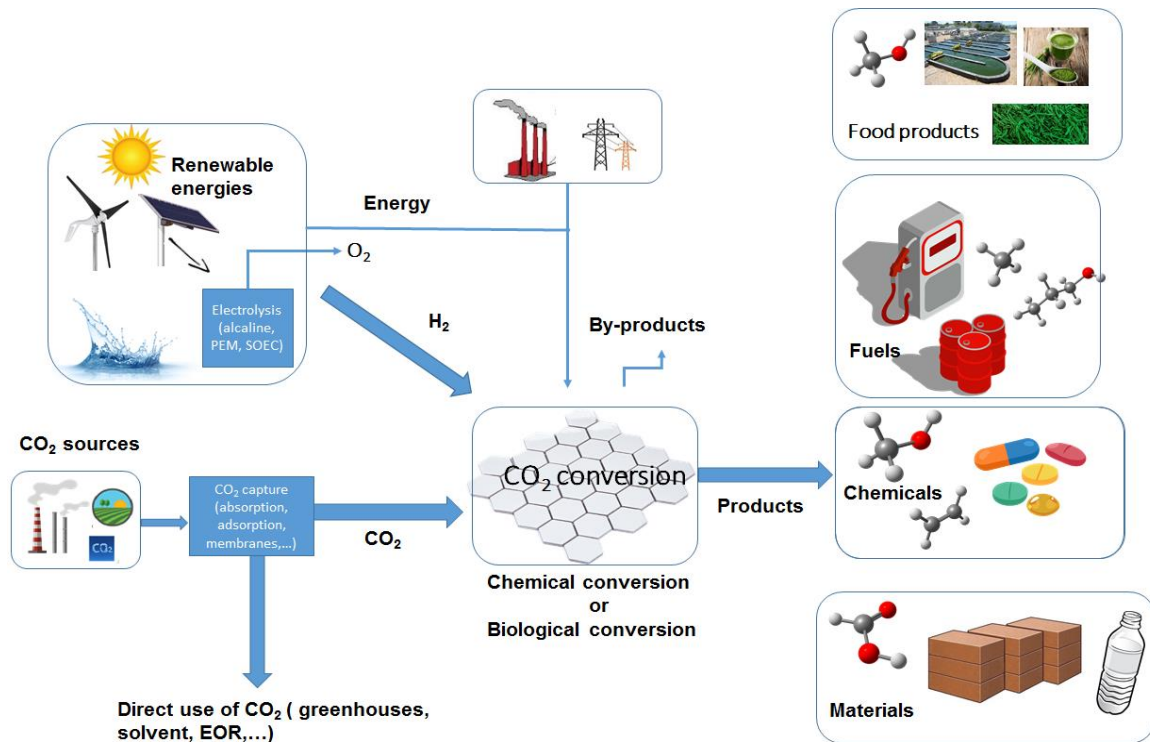 Food products
Renewable
energies
Energy
O₂
Electrolysis
(alcaline,
PEM, SOEC)
H₂
By-products
Fuels
CO₂ sources
CO₂
CO₂ capture
(absorption,
adsorption,
membranes,...)
CO₂
CO₂ conversion
Products
Chemicals
Chemical conversion
or
Biological conversion
Direct use of CO₂ ( greenhouses,
solvent, EOR,...)
Materials